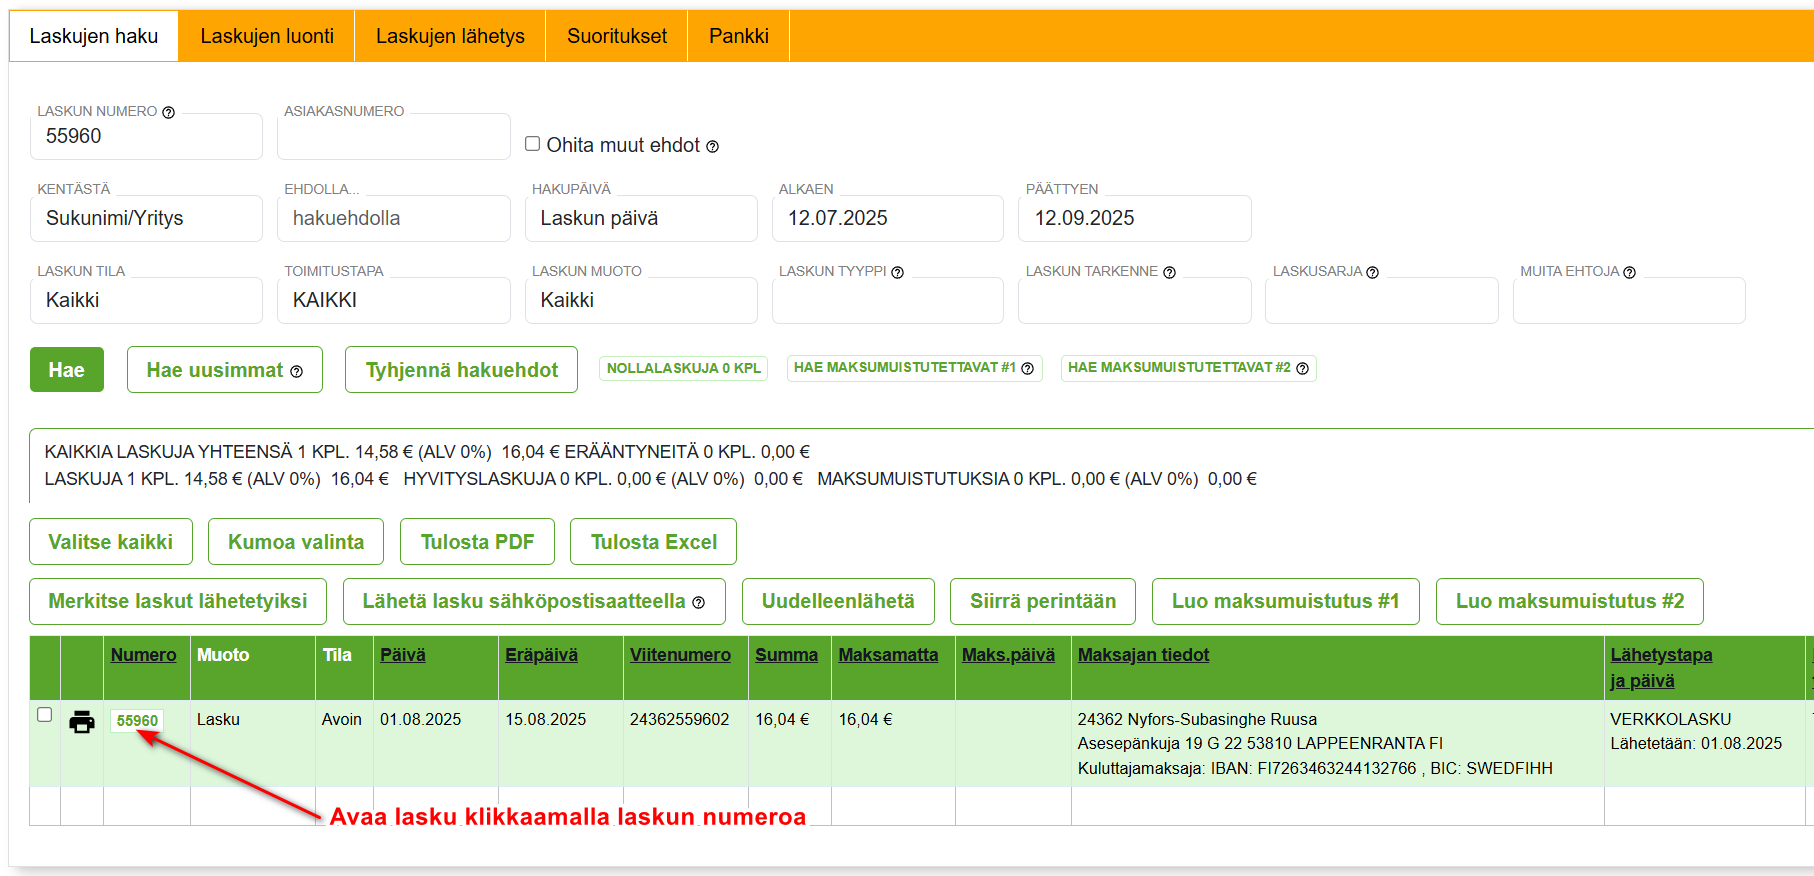 Laskujen haku Laskujen luonti Laskujen lähetys Suoritukset Pankki
LASKUN NUMERO ASIAKASNUMERO
55960
Ohita muut ehdot
KENTÄSTÄ EHDOLLA... HAKUPÄIVÄ ALKAEN PÄÄTTYEN
Sukunimi/Yritys hakuehdolla Laskun päivä 12.07.2025 12.09.2025
LASKUN TILA TOIMITUSTAPA LASKUN MUOTO LASKUN TYYPPI LASKUN TARKENNE LASKUSARJA MUITA EHTOJA
Kaikki KAIKKI Kaikki
Hae Hae uusimmat Tyhjennä hakuehdot NOLLALASKUJA 0 KPL HAE MAKSUMUISTUTETTAVAT #1 HAE MAKSUMUISTUTETTAVAT #2
KAIKKIA LASKUJA YHTEENSÄ 1 KPL. 14,58 € (ALV 0%) 16,04 € ERÄÄNTYNEITÄ 0 KPL. 0,00 €
LASKUJA 1 KPL. 14,58 € (ALV 0%) 16,04 € HYVITYSLASKUJA 0 KPL. 0,00 € (ALV 0%) 0,00 € MAKSUMUISTUTUKSIA 0 KPL. 0,00 € (ALV 0%) 0,00 €
Valitse kaikki Kumoa valinta Tulosta PDF Tulosta Excel
Merkitse laskut lähetetyiksi Lähetä lasku sähköpostisaatteella Uudelleenlähetä Siirrä perintään Luo maksumuistutus #1 Luo maksumuistutus #2
Numero Muoto Tila Päivä Eräpäivä Viitenumero Summa Maksamatta Maks.päivä Maksajan tiedot Lähetystapa
ja päivä
55960 Lasku Avoin 01.08.2025 15.08.2025 24362559602 16,04 € 16,04 € 24362 Nyfors-Subasinghe Ruusa VERKKOLASKU
Asesepänkuja 19 G 22 53810 LAPPEENRANTA FI Lähetetään: 01.08.2025
Kuluttajamaksaja: IBAN: FI7263463244132766 , BIC: SWEDFIHH
Avaa lasku klikkaamalla laskun numeroa